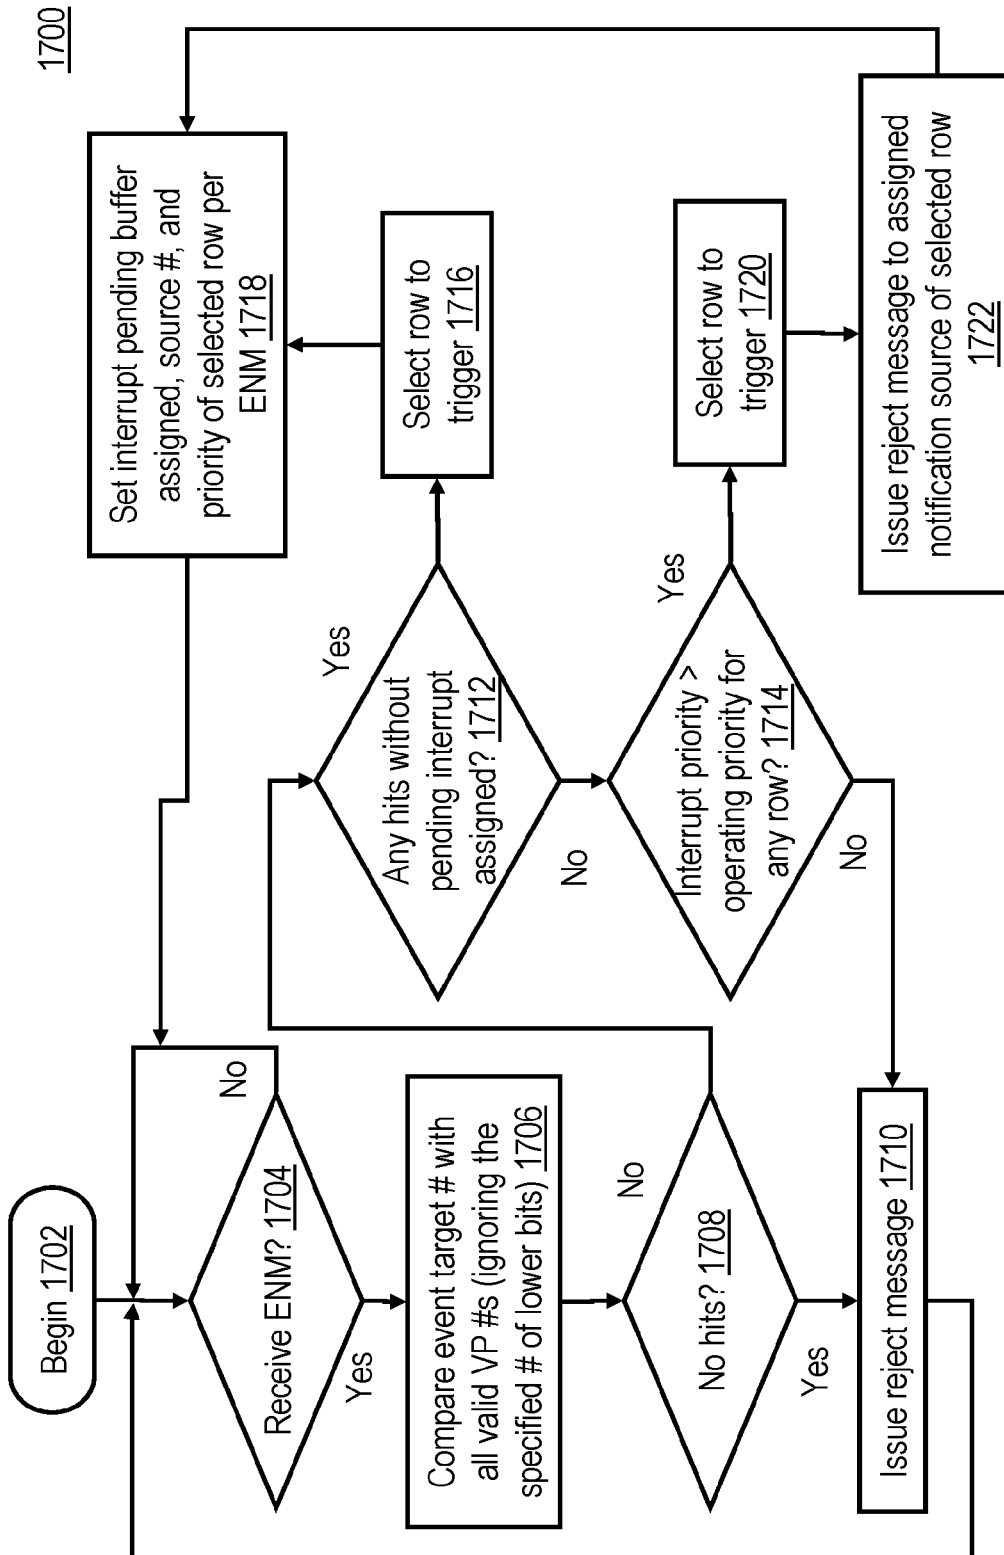 1700
Begin 1702
Receive ENM? 1704
No
Yes
Compare event target # with
all valid VP #s (ignoring the
specified # of lower bits) 1706
No hits? 1708
No
Yes
Issue reject message 1710
Any hits without
pending interrupt
assigned? 1712
Yes
No
Interrupt priority >
operating priority for
any row? 1714
Yes
No
Select row to
trigger 1716
Set interrupt pending buffer
assigned, source #, and
priority of selected row per
ENM 1718
Select row to
trigger 1720
Issue reject message to assigned
notification source of selected row
1722